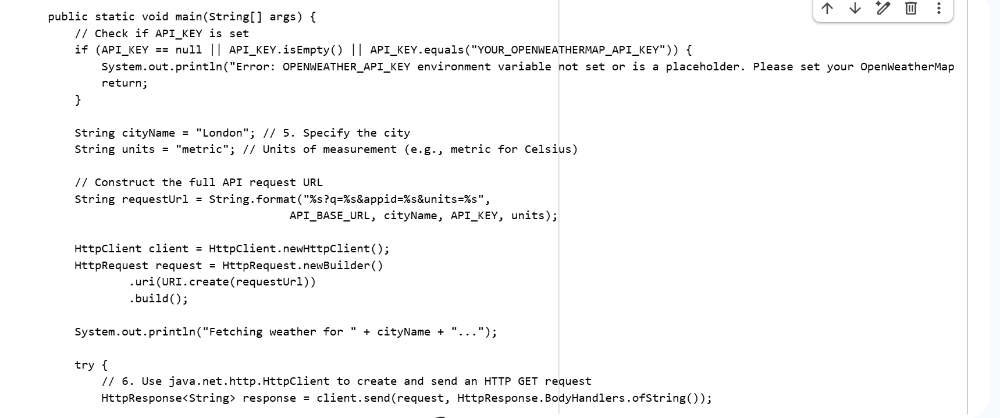 public static void main(String[] args) {
    // Check if API_KEY is set
    if (API_KEY == null || API_KEY.isEmpty() || API_KEY.equals("YOUR_OPENWEATHERMAP_API_KEY")) {
        System.out.println("Error: OPENWEATHER_API_KEY environment variable not set or is a placeholder. Please set your OpenWeatherMap
        return;
    }

    String cityName = "London"; // 5. Specify the city
    String units = "metric"; // Units of measurement (e.g., metric for Celsius)

    // Construct the full API request URL
    String requestUrl = String.format("%s?q=%s&appid=%s&units=%s",
                                    API_BASE_URL, cityName, API_KEY, units);

    HttpClient client = HttpClient.newHttpClient();
    HttpRequest request = HttpRequest.newBuilder()
            .uri(URI.create(requestUrl))
            .build();

    System.out.println("Fetching weather for " + cityName + "...");

    try {
        // 6. Use java.net.http.HttpClient to create and send an HTTP GET request
        HttpResponse<String> response = client.send(request, HttpResponse.BodyHandlers.ofString());